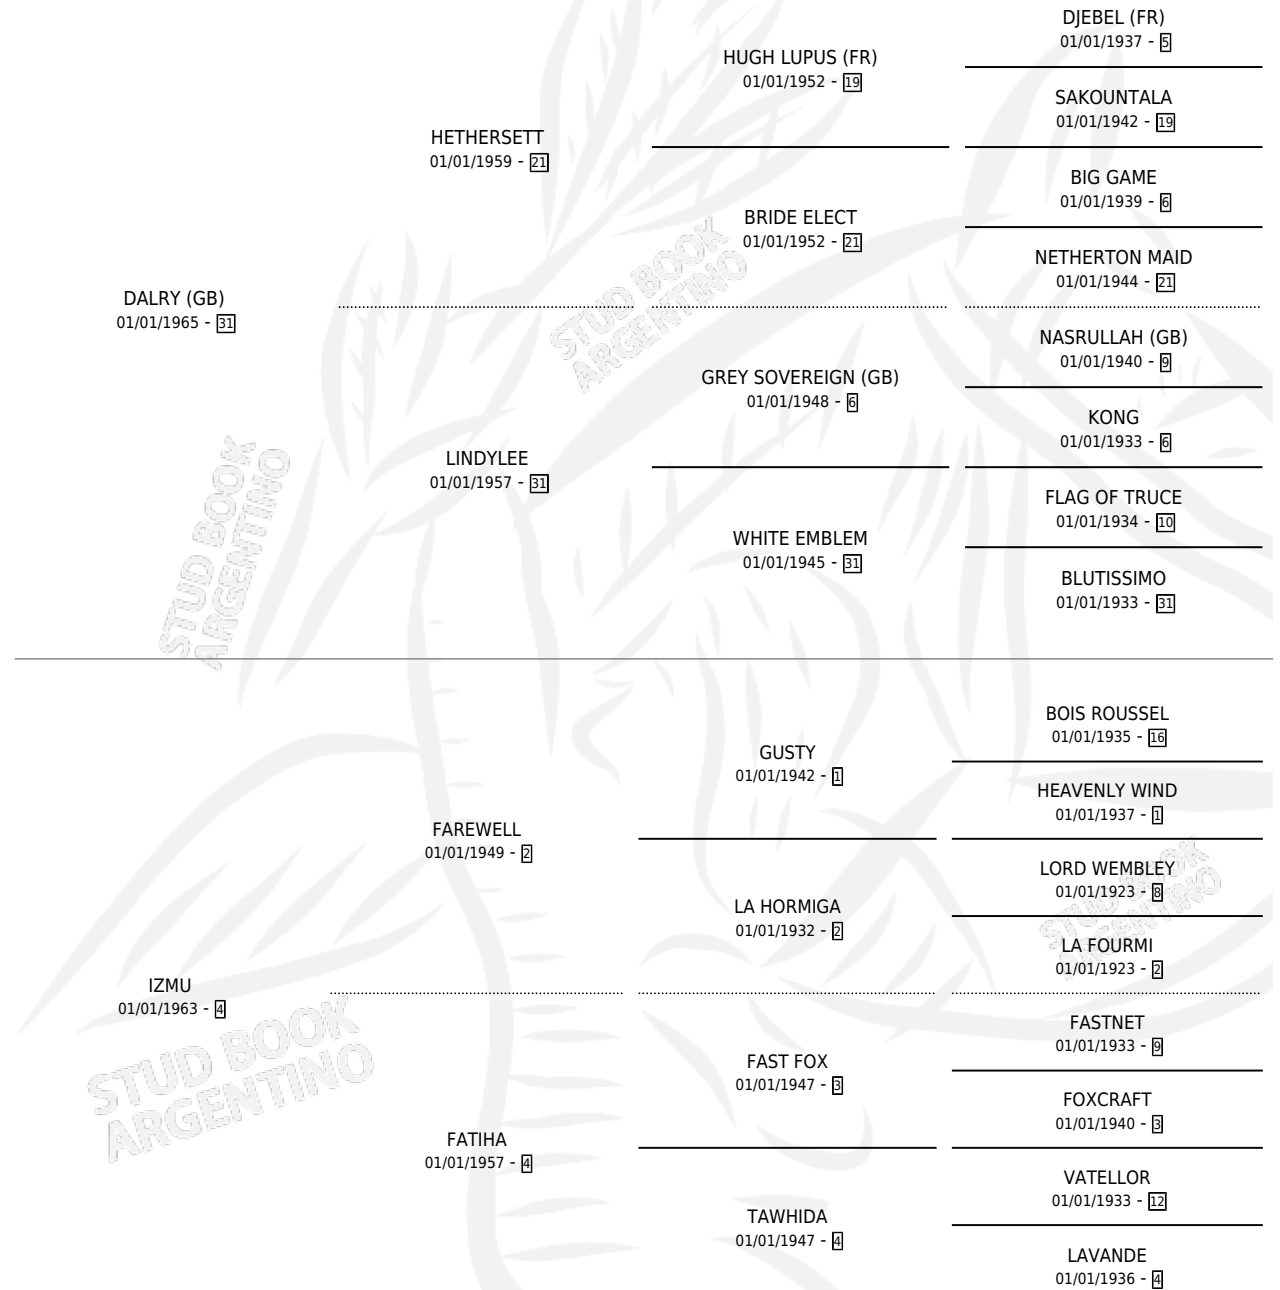 DJEBEL (FR)
01/01/1937 - 5
HUGH LUPUS (FR)
01/01/1952 - 19
SAKOUNTALA
01/01/1942 - 19
HETHERSETT
01/01/1959 - 21
BIG GAME
01/01/1939 - 6
BRIDE ELECT
01/01/1952 - 21
NETHERTON MAID
01/01/1944 - 21
DALRY (GB)
01/01/1965 - 31
NASRULLAH (GB)
01/01/1940 - 9
GREY SOVEREIGN (GB)
01/01/1948 - 6
KONG
01/01/1933 - 6
LINDYLEE
01/01/1957 - 31
FLAG OF TRUCE
01/01/1934 - 10
WHITE EMBLEM
01/01/1945 - 31
BLUTISSIMO
01/01/1933 - 31
BOIS ROUSSEL
01/01/1935 - 16
GUSTY
01/01/1942 - 1
HEAVENLY WIND
01/01/1937 - 1
FAREWELL
01/01/1949 - 2
LORD WEMBLEY
01/01/1923 - 8
LA HORMIGA
01/01/1932 - 2
LA FOURMI
01/01/1923 - 2
IZMU
01/01/1963 - 4
FASTNET
01/01/1933 - 9
FAST FOX
01/01/1947 - 3
FOXCRAFT
01/01/1940 - 3
FATIHA
01/01/1957 - 4
VATELLOR
01/01/1933 - 12
TAWHIDA
01/01/1947 - 4
LAVANDE
01/01/1936 - 4
STUD BOOK
ARGENTINO
STUD BOOK
ARGENTINO
STUD BOOK
ARGENTINO
STUD BOOK
ARGENTINO